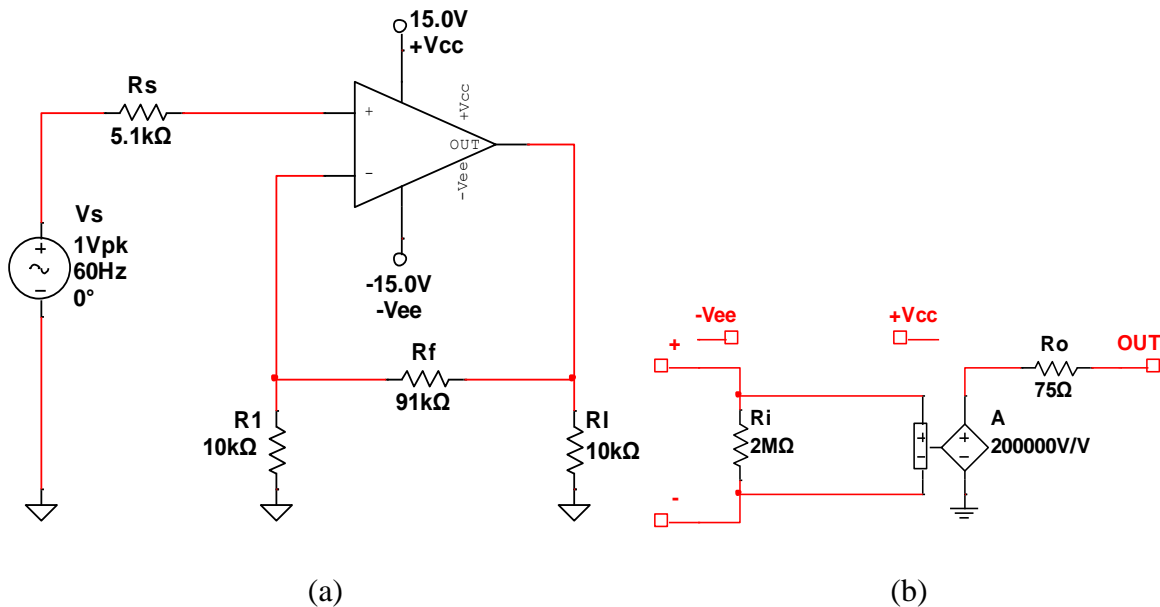 15.0V
+Vcc
Rs
5.1kΩ
+
+Vcc
OUT
-
-Vee
Vs
1Vpk
60Hz
0°
-15.0V
-Vee
Rf
91kΩ
R1
10kΩ
Rl
10kΩ
(a)
-Vee
+Vcc
+
Ro
75Ω
OUT
Ri
2MΩ
A
200000V/V
-
(b)